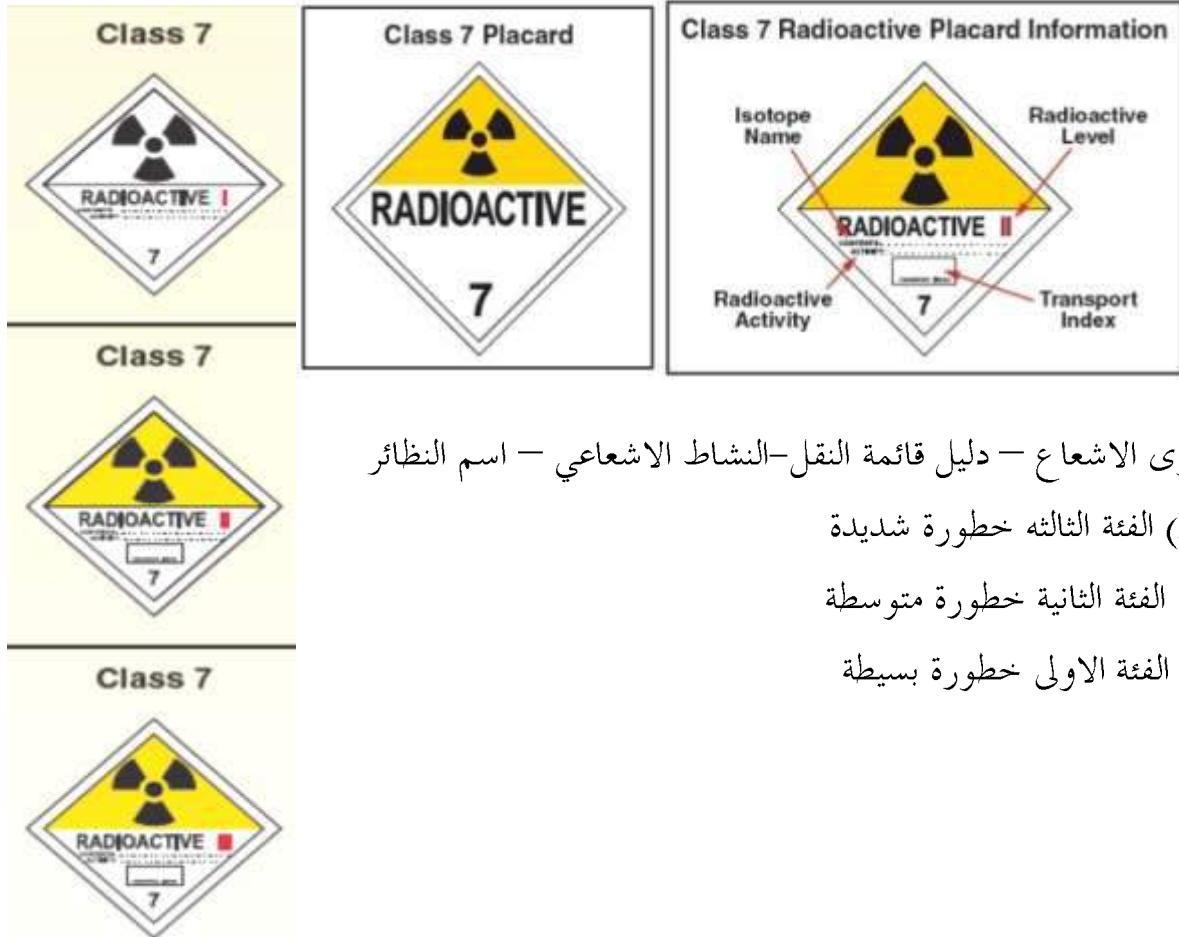 Class 7
RADIOACTIVE I
7
Class 7
RADIOACTIVE II
7
Class 7
RADIOACTIVE III
7
Class 7 Placard
RADIOACTIVE
7
Class 7 Radioactive Placard Information
Isotope
Name
Radioactive
Level
RADIOACTIVE II
7
Radioactive
Activity
Transport
Index
الاشعاع – دليل قائمة النقل–النشاط الاشعاعي – اسم النظائر
) الفئة الثالثه خطورة شديدة
الفئة الثانية خطورة متوسطة
الفئة الاولى خطورة بسيطة